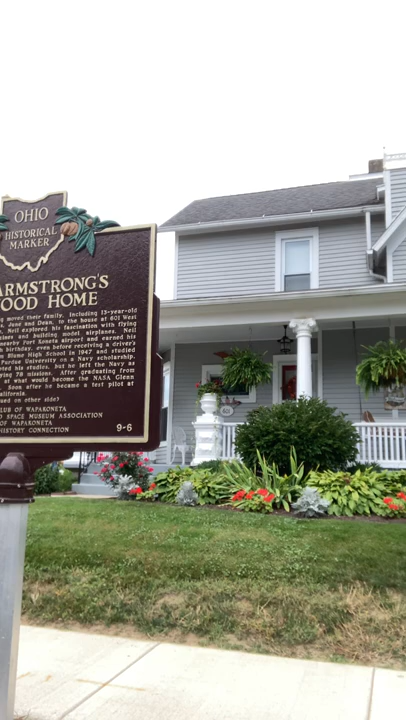 OHIO
HISTORICAL
MARKER
ARMSTRONG'S
OOD HOME
moved their family. Including 13-year-old
June and Dean, to the house at 601 West
Neil explored his fascination with flying
and building model airplanes. Neil
nearby Port Koneta airport and earned his
birthday, even before receiving a driver's
Blume High School in 1947 and studied
Purdue University on a Navy scholarship.
but he left the Navy as
78 missions. After graduating from
at what would become the NASA Glenn
Soon after he became a test pilot at
California.
on other side)
CLUB OF WAPAKONETA
SPACE MUSEUM ASSOCIATION
OF WAPAKONETA
HISTORY CONNECTION
9-6
601